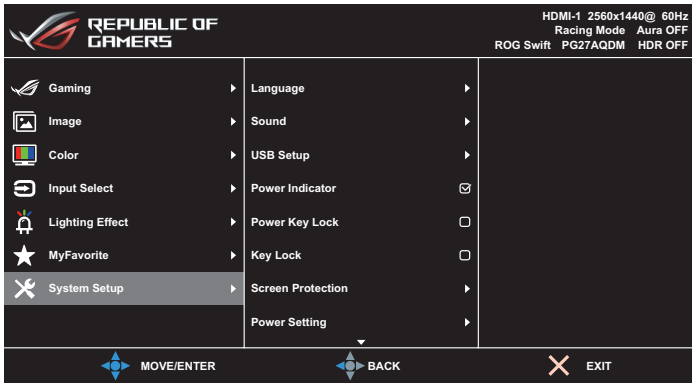 REPUBLIC OF
GAMERS
HDMI-1 2560x1440@ 60Hz
Racing Mode Aura OFF
ROG Swift PG27AQDM HDR OFF
Gaming
Image
Color
Input Select
Lighting Effect
MyFavorite
System Setup
Language
Sound
USB Setup
Power Indicator
Power Key Lock
Key Lock
Screen Protection
Power Setting
MOVE/ENTER
BACK
EXIT